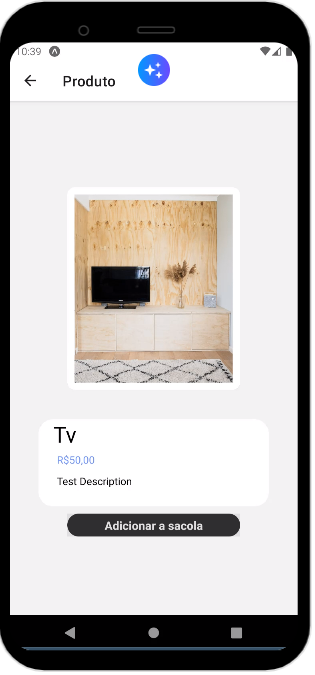 10:39
Produto
Tv
R$50,00
Test Description
Adicionar a sacola